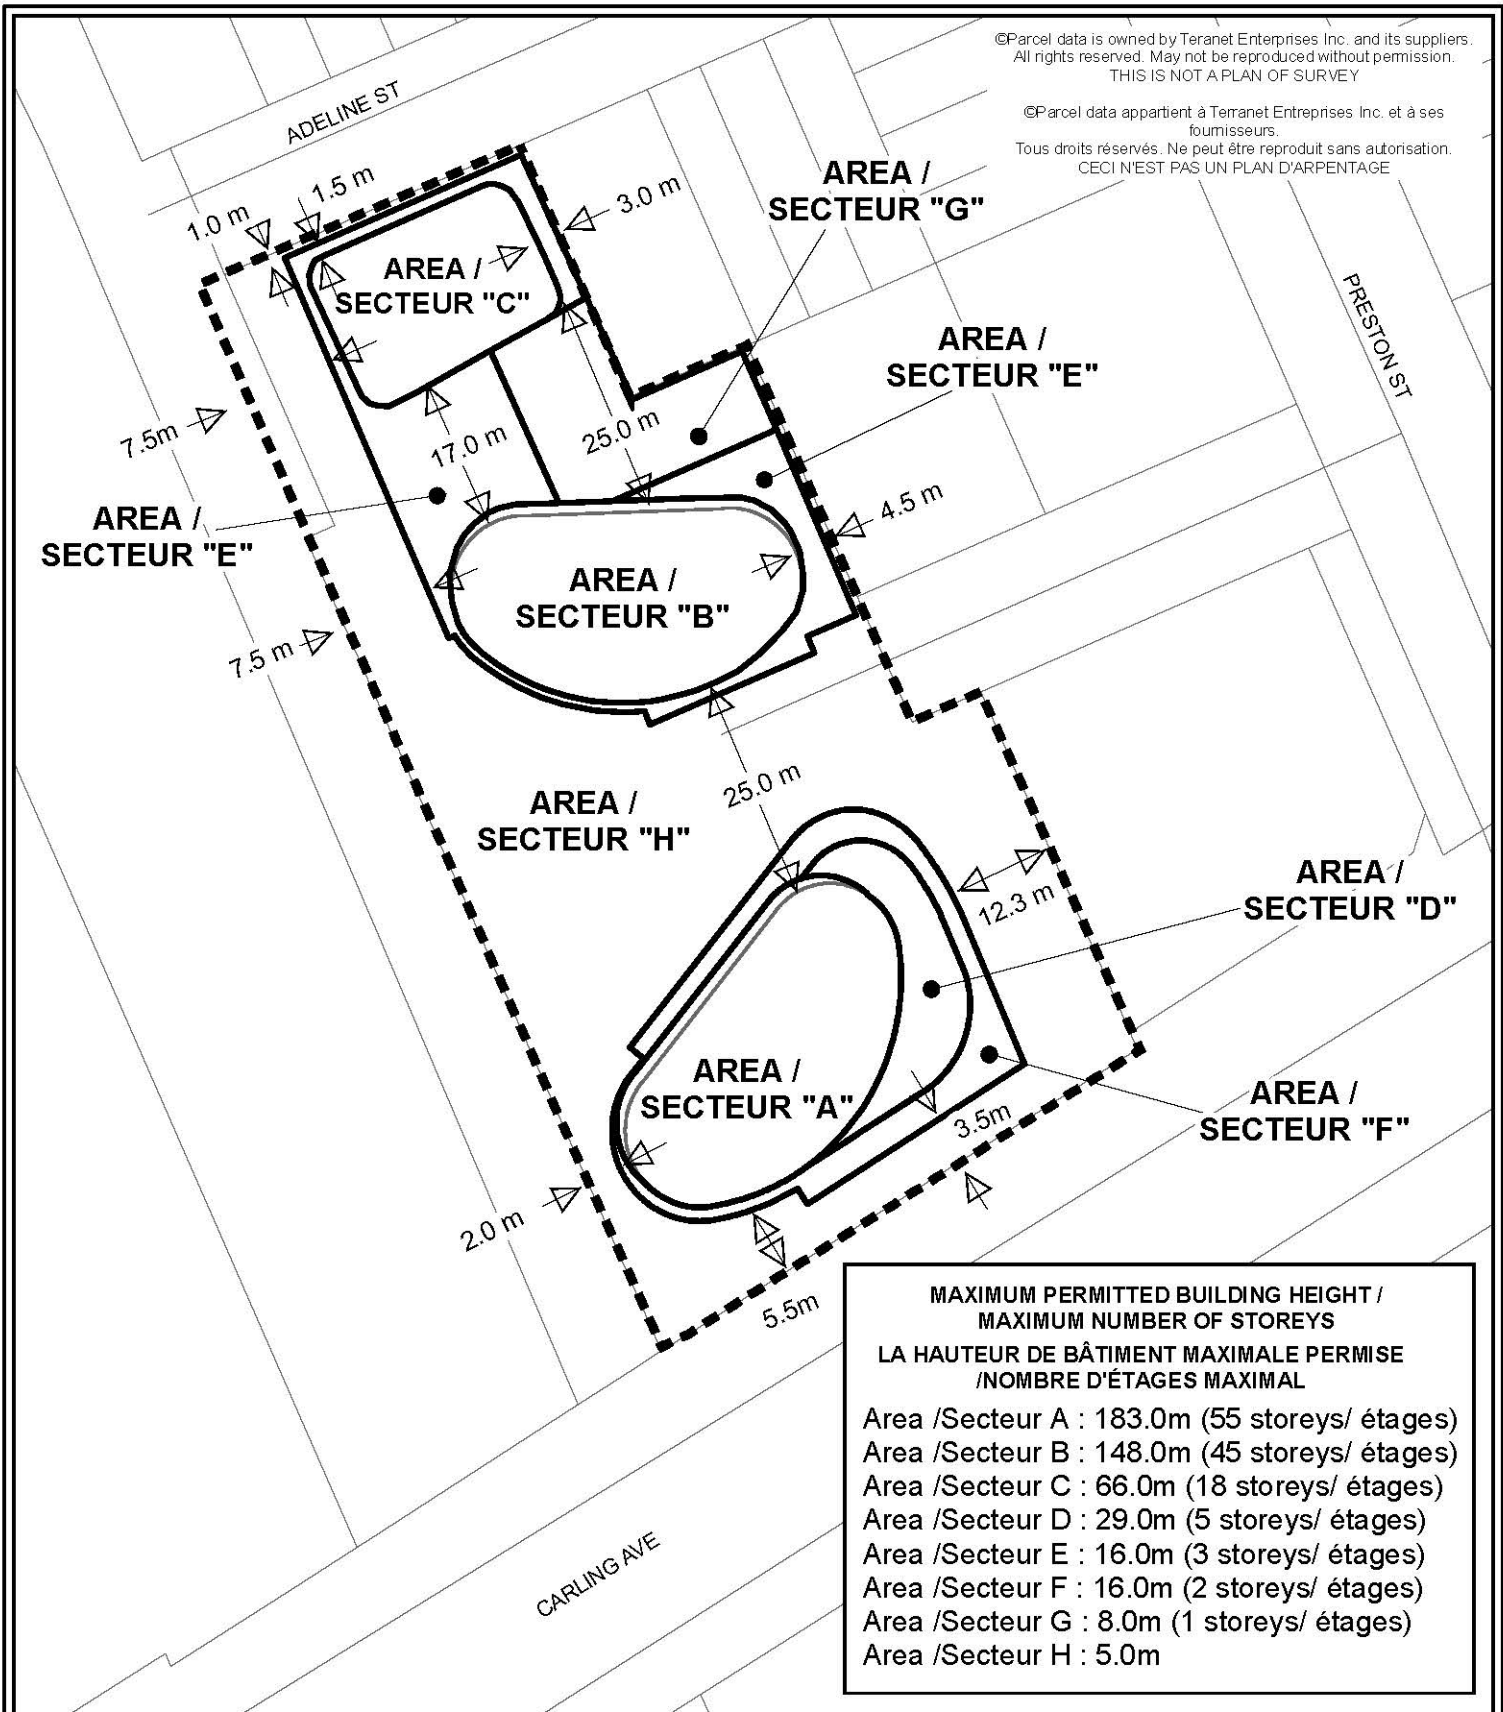 ©Parcel data is owned by Teranet Enterprises Inc. and its suppliers.
All rights reserved. May not be reproduced without permission.
THIS IS NOT A PLAN OF SURVEY
©Parcel data appartient à Terranet Entreprises Inc. et à ses
fournisseurs.
Tous droits réservés. Ne peut être reproduit sans autorisation.
CECI N'EST PAS UN PLAN D'ARPENTAGE
ADELINE ST
1.5 m
1.0 m
3.0 m
AREA /
SECTEUR "G"
AREA /
SECTEUR "C"
PRESTON ST
AREA /
SECTEUR "E"
7.5m
17.0 m
25.0 m
4.5 m
AREA /
SECTEUR "E"
AREA /
SECTEUR "B"
7.5 m
25.0 m
AREA /
SECTEUR "H"
12.3 m
AREA /
SECTEUR "D"
AREA /
SECTEUR "A"
3.5m
AREA /
SECTEUR "F"
2.0 m
5.5m
CARLING AVE
MAXIMUM PERMITTED BUILDING HEIGHT /
MAXIMUM NUMBER OF STOREYS
LA HAUTEUR DE BÂTIMENT MAXIMALE PERMISE
/NOMBRE D'ÉTAGES MAXIMAL
Area /Secteur A : 183.0m (55 storeys/ étages)
Area /Secteur B : 148.0m (45 storeys/ étages)
Area /Secteur C : 66.0m (18 storeys/ étages)
Area /Secteur D : 29.0m (5 storeys/ étages)
Area /Secteur E : 16.0m (3 storeys/ étages)
Area /Secteur F : 16.0m (2 storeys/ étages)
Area /Secteur G : 8.0m (1 storeys/ étages)
Area /Secteur H : 5.0m